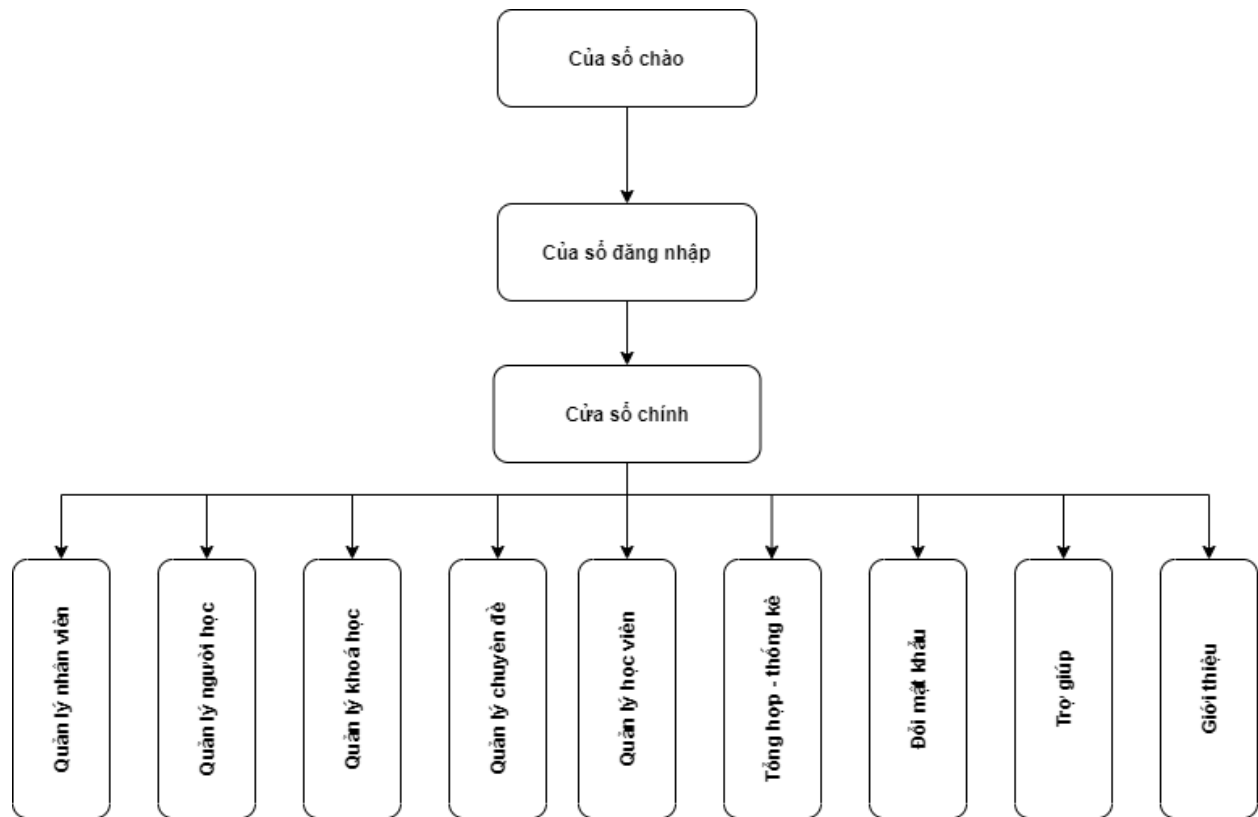 Của sổ chào
Của sổ đăng nhập
Cửa sổ chính
Quản lý nhân viên
Quản lý người học
Quản lý khoá học
Quản lý chuyên đề
Quản lý học viên
Tổng hợp - thống kê
Đổi mật khẩu
Trợ giúp
Giới thiệu